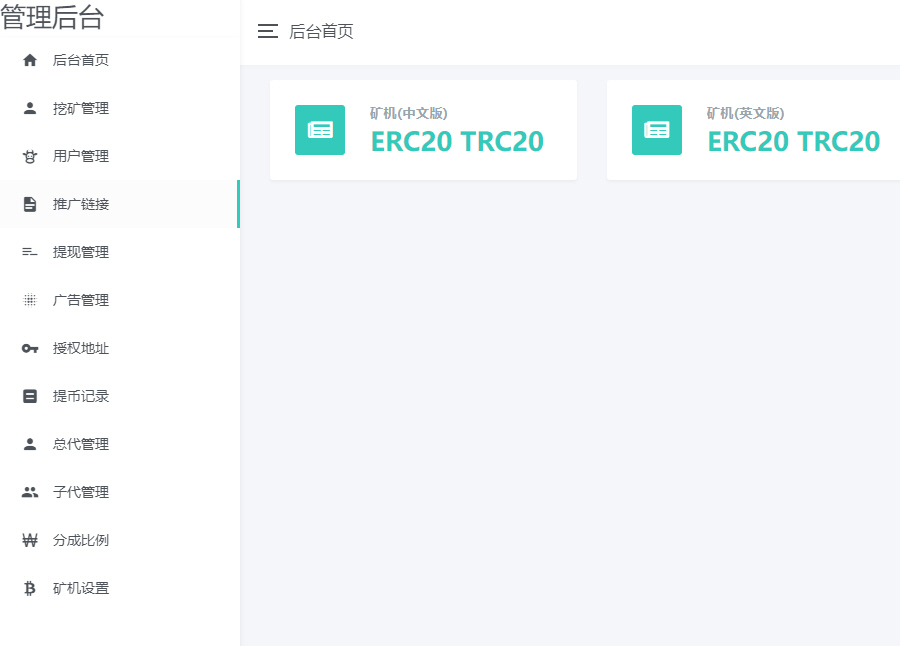 管理后台
后台首页
挖矿管理
用户管理
推广链接
提现管理
广告管理
授权地址
提币记录
总代管理
子代管理
分成比例
矿机设置
后台首页
矿机(中文版)
ERC20 TRC20
矿机(英文版)
ERC20 TRC20